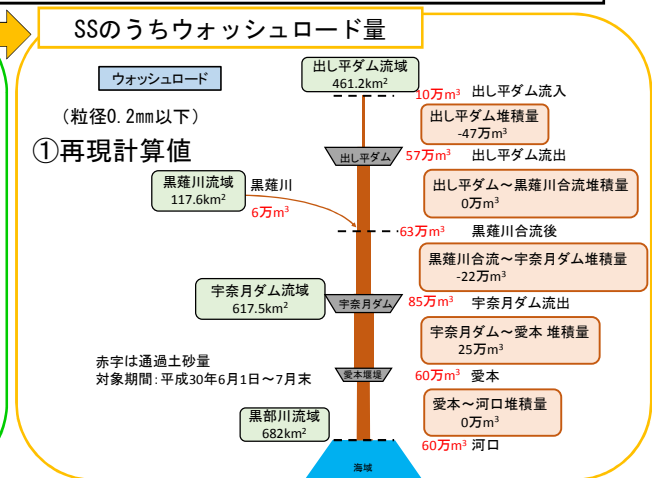 SSのうちウォッシュロード量
ウォッシュロード
（粒径0.2mm以下）
①再現計算値
出し平ダム流域
461.2km²
10万m³ 出し平ダム流入
出し平ダム堆積量
-47万m³
出し平ダム
57万m³ 出し平ダム流出
黒薙川流域
117.6km²
黒薙川
6万m³
出し平ダム～黒薙川合流堆積量
0万m³
63万m³ 黒薙川合流後
黒薙川合流～宇奈月ダム堆積量
-22万m³
宇奈月ダム流域
617.5km²
宇奈月ダム
85万m³ 宇奈月ダム流出
宇奈月ダム～愛本 堆積量
25万m³
赤字は通過土砂量
対象期間：平成30年6月1日～7月末
愛本堰堤
60万m³ 愛本
愛本～河口堆積量
0万m³
黒部川流域
682km²
60万m³ 河口
海域